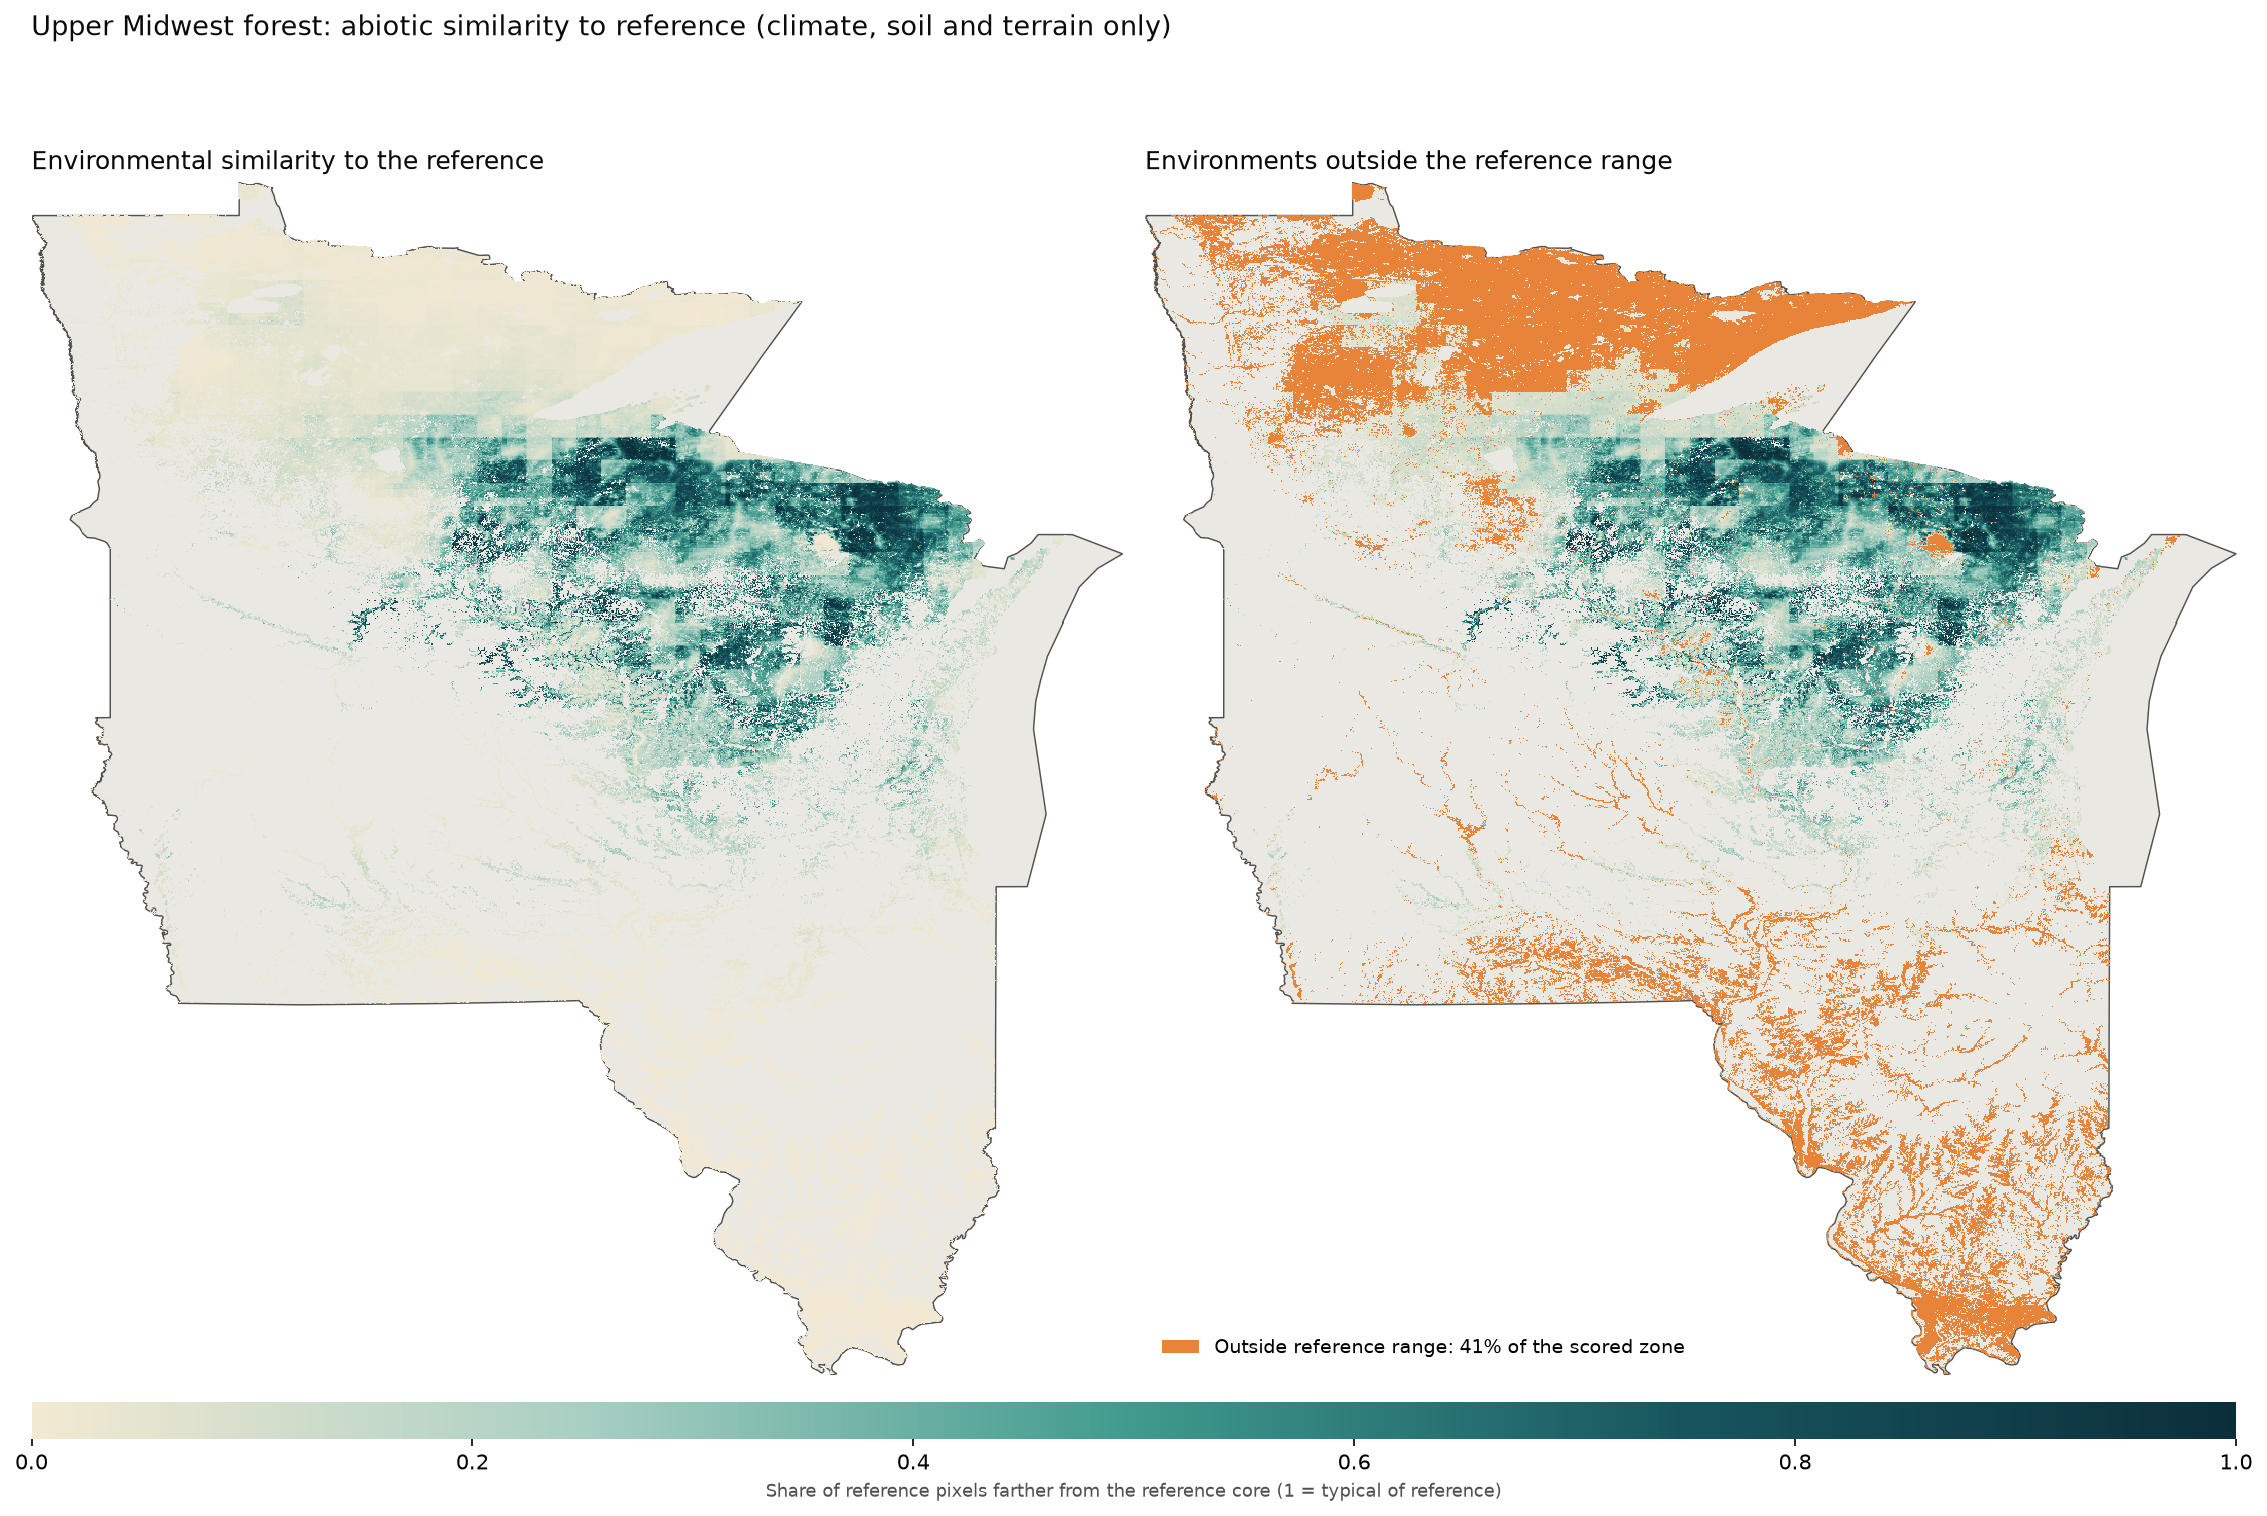 Upper Midwest forest: abiotic similarity to reference (climate, soil and terrain only)
Environmental similarity to the reference
Environments outside the reference range
Outside reference range: 41% of the scored zone
0.0 0.2 0.4 0.6 0.8 1.0
Share of reference pixels farther from the reference core (1 = typical of reference)